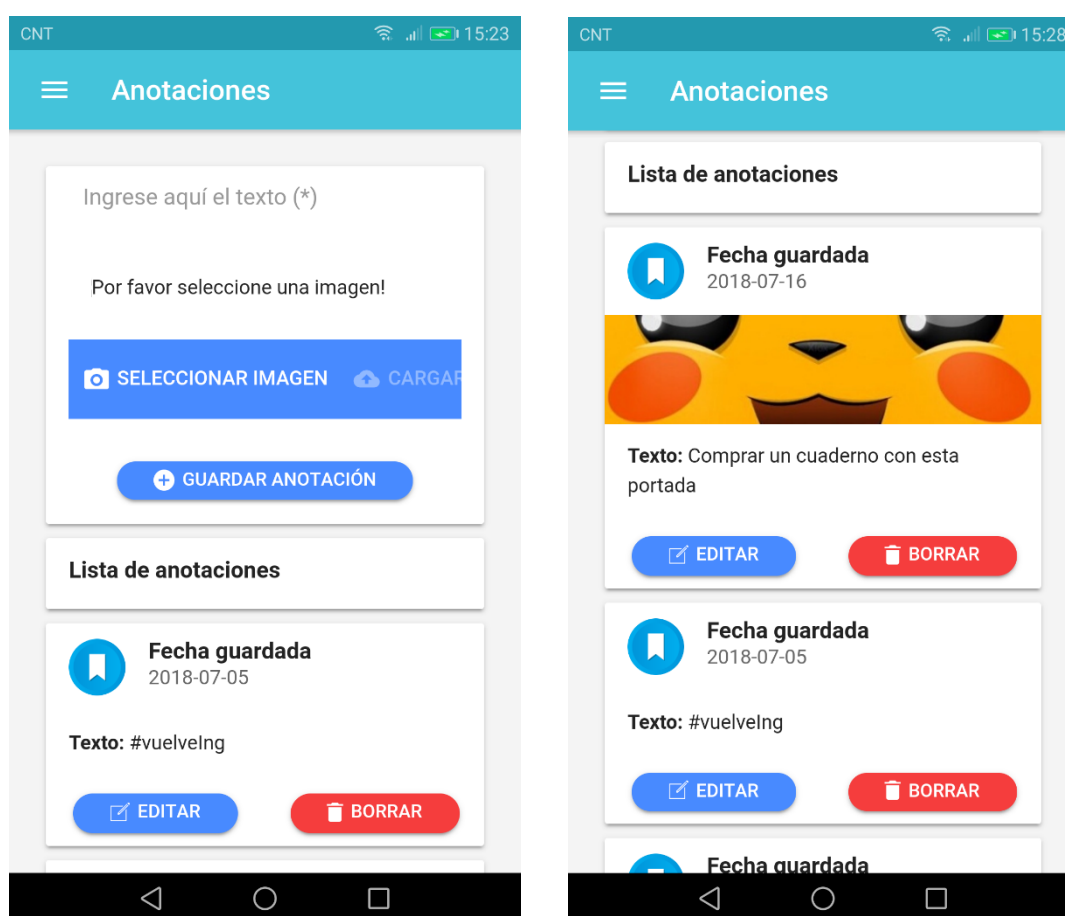 CNT 15:23
Anotaciones
Ingrese aquí el texto (*)
Por favor seleccione una imagen!
SELECCIONAR IMAGEN CARGAR
GUARDAR ANOTACIÓN
Lista de anotaciones
Fecha guardada
2018-07-05
Texto: #vuelveIng
EDITAR BORRAR
CNT 15:28
Anotaciones
Lista de anotaciones
Fecha guardada
2018-07-16
Texto: Comprar un cuaderno con esta
portada
EDITAR BORRAR
Fecha guardada
2018-07-05
Texto: #vuelveIng
EDITAR BORRAR
Fecha guardada